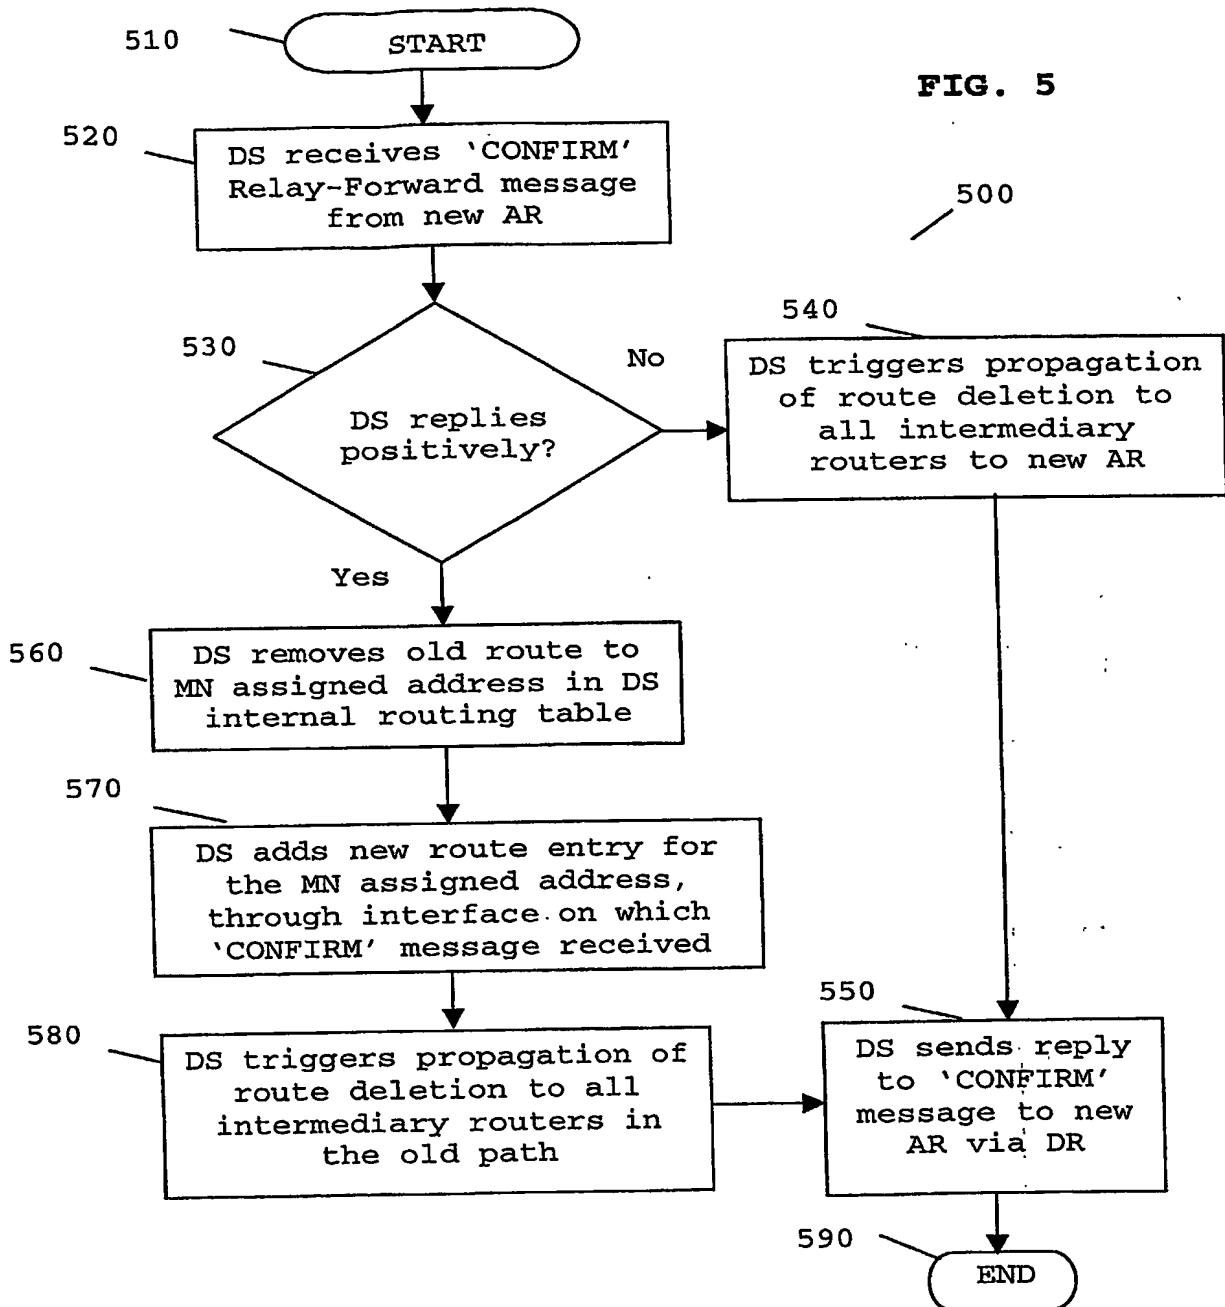 510
START
FIG. 5
520
DS receives ‘CONFIRM’
Relay-Forward message
from new AR
500
530
DS replies
positively?
No
540
DS triggers propagation
of route deletion to
all intermediary
routers to new AR
Yes
560
DS removes old route to
MN assigned address in DS
internal routing table
570
DS adds new route entry for
the MN assigned address,
through interface on which
‘CONFIRM’ message received
580
DS triggers propagation of
route deletion to all
intermediary routers in
the old path
550
DS sends reply
to ‘CONFIRM’
message to new
AR via DR
590
END